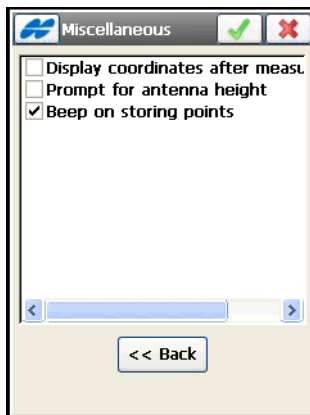 Miscellaneous
Display coordinates after measu
Prompt for antenna height
Beep on storing points
<< Back